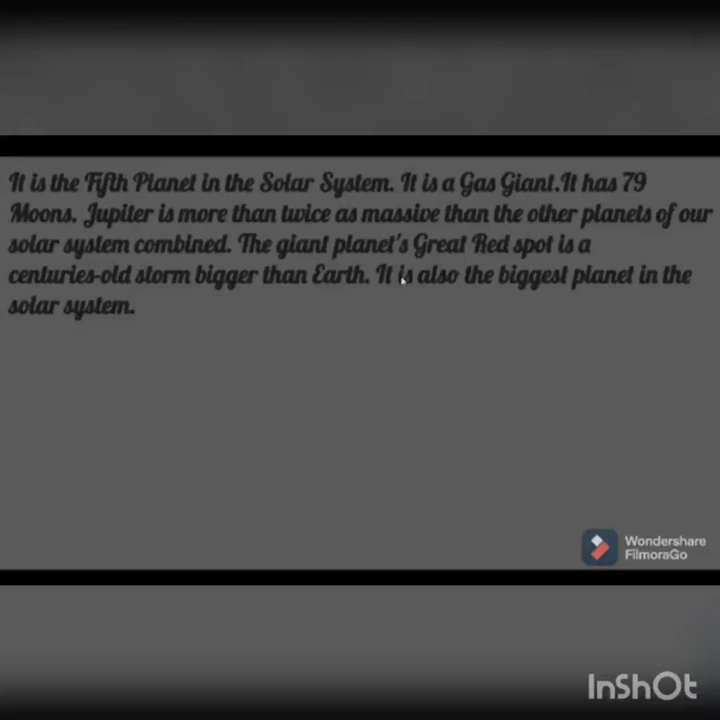 It is the Fifth Planet in the Solar System. It is a Gas Giant.It has 79
Moons. Jupiter is more than twice as massive than the other planets of our
solar system combined. The giant planet's Great Red spot is a
centuries-old storm bigger than Earth. It is also the biggest planet in the
solar system.
Wondershare
FilmoraGo
InShOt